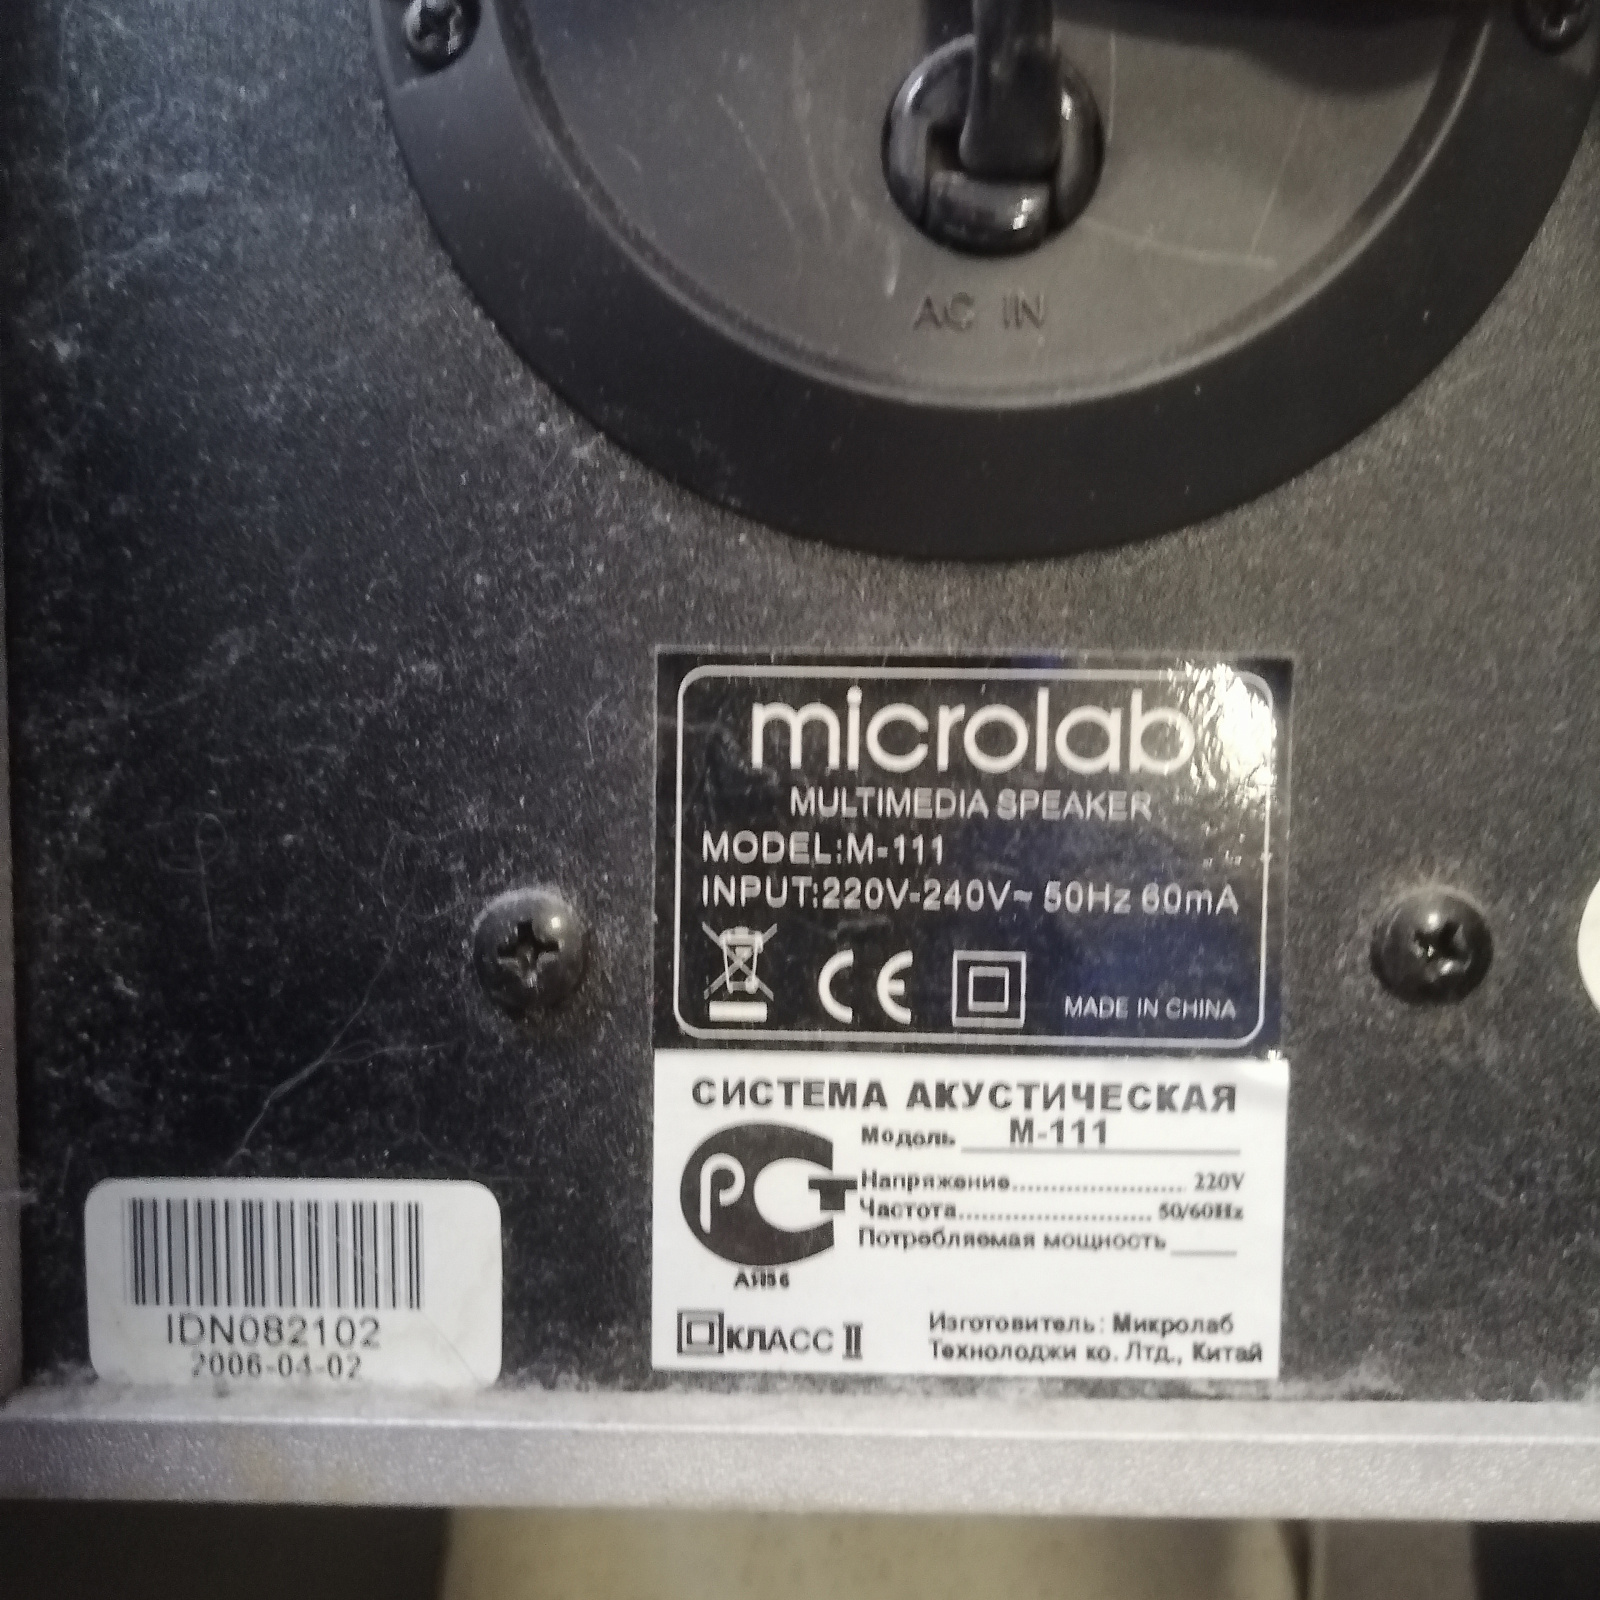 AC IN
microlab
MULTIMEDIA SPEAKER
MODEL:M-111
INPUT:220V-240V~ 50Hz 60mA
CE
MADE IN CHINA
СИСТЕМА АКУСТИЧЕСКАЯ
Модель M-111
РСТ
Напряжение 220V
Частота 50/60Hz
Потребляемая мощность
КЛАСС II
Изготовитель: Микролаб
Технолоджи ко. Лтд., Китай
IDN082102
2006-04-02